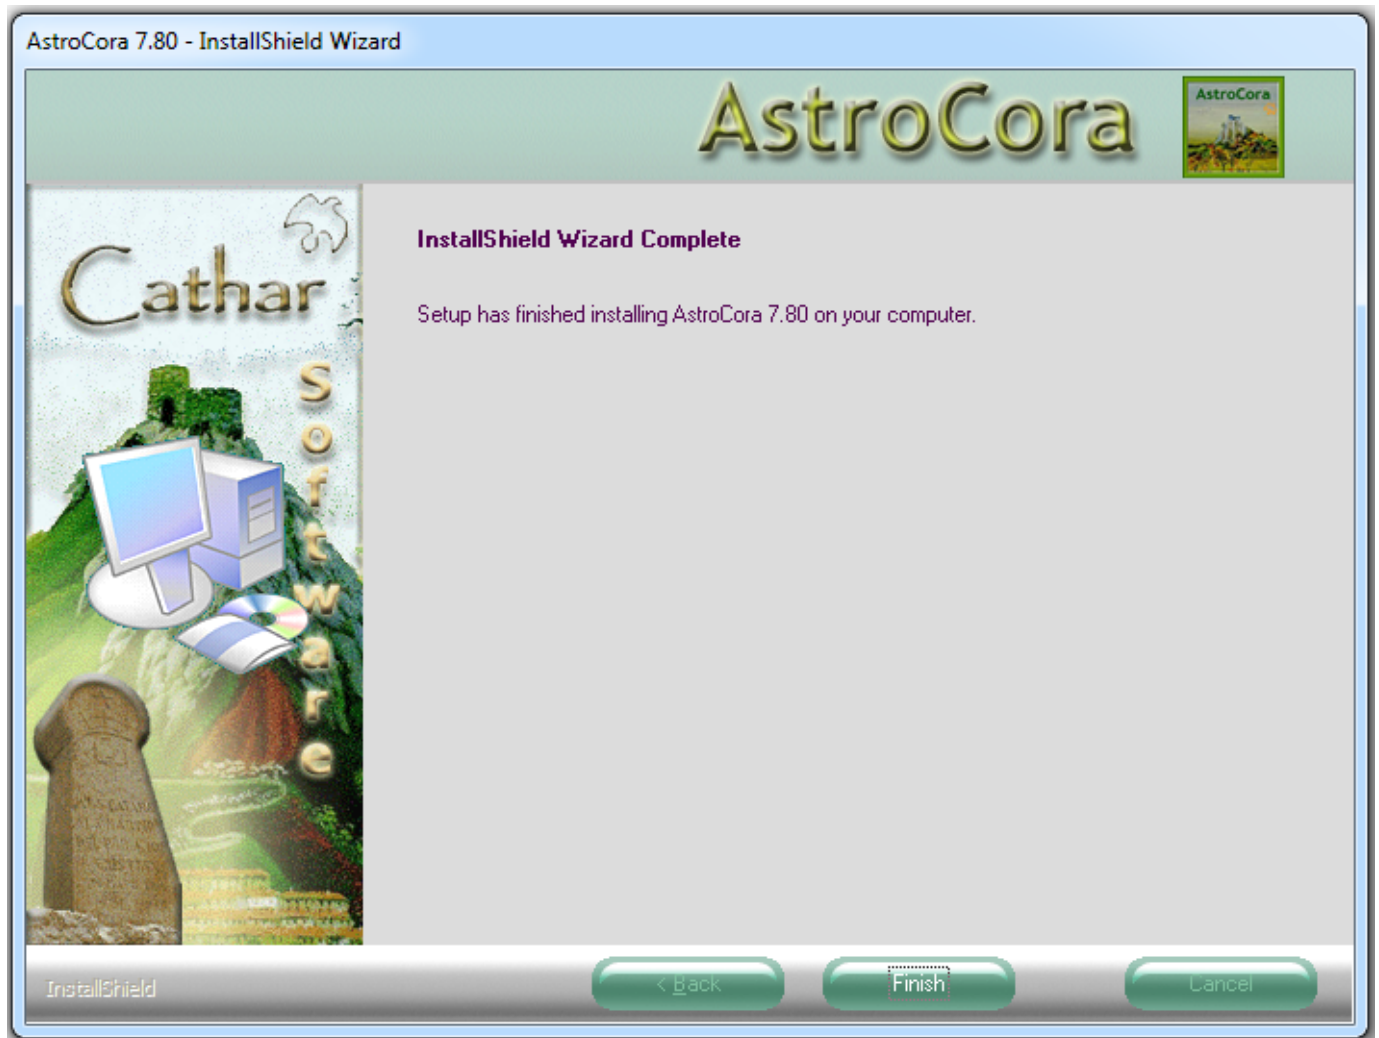 AstroCora 7.80 - InstallShield Wizard
AstroCora
AstroCora
Cathar
Software
InstallShield Wizard Complete
Setup has finished installing AstroCora 7.80 on your computer.
InstallShield
< Back
Finish
Cancel